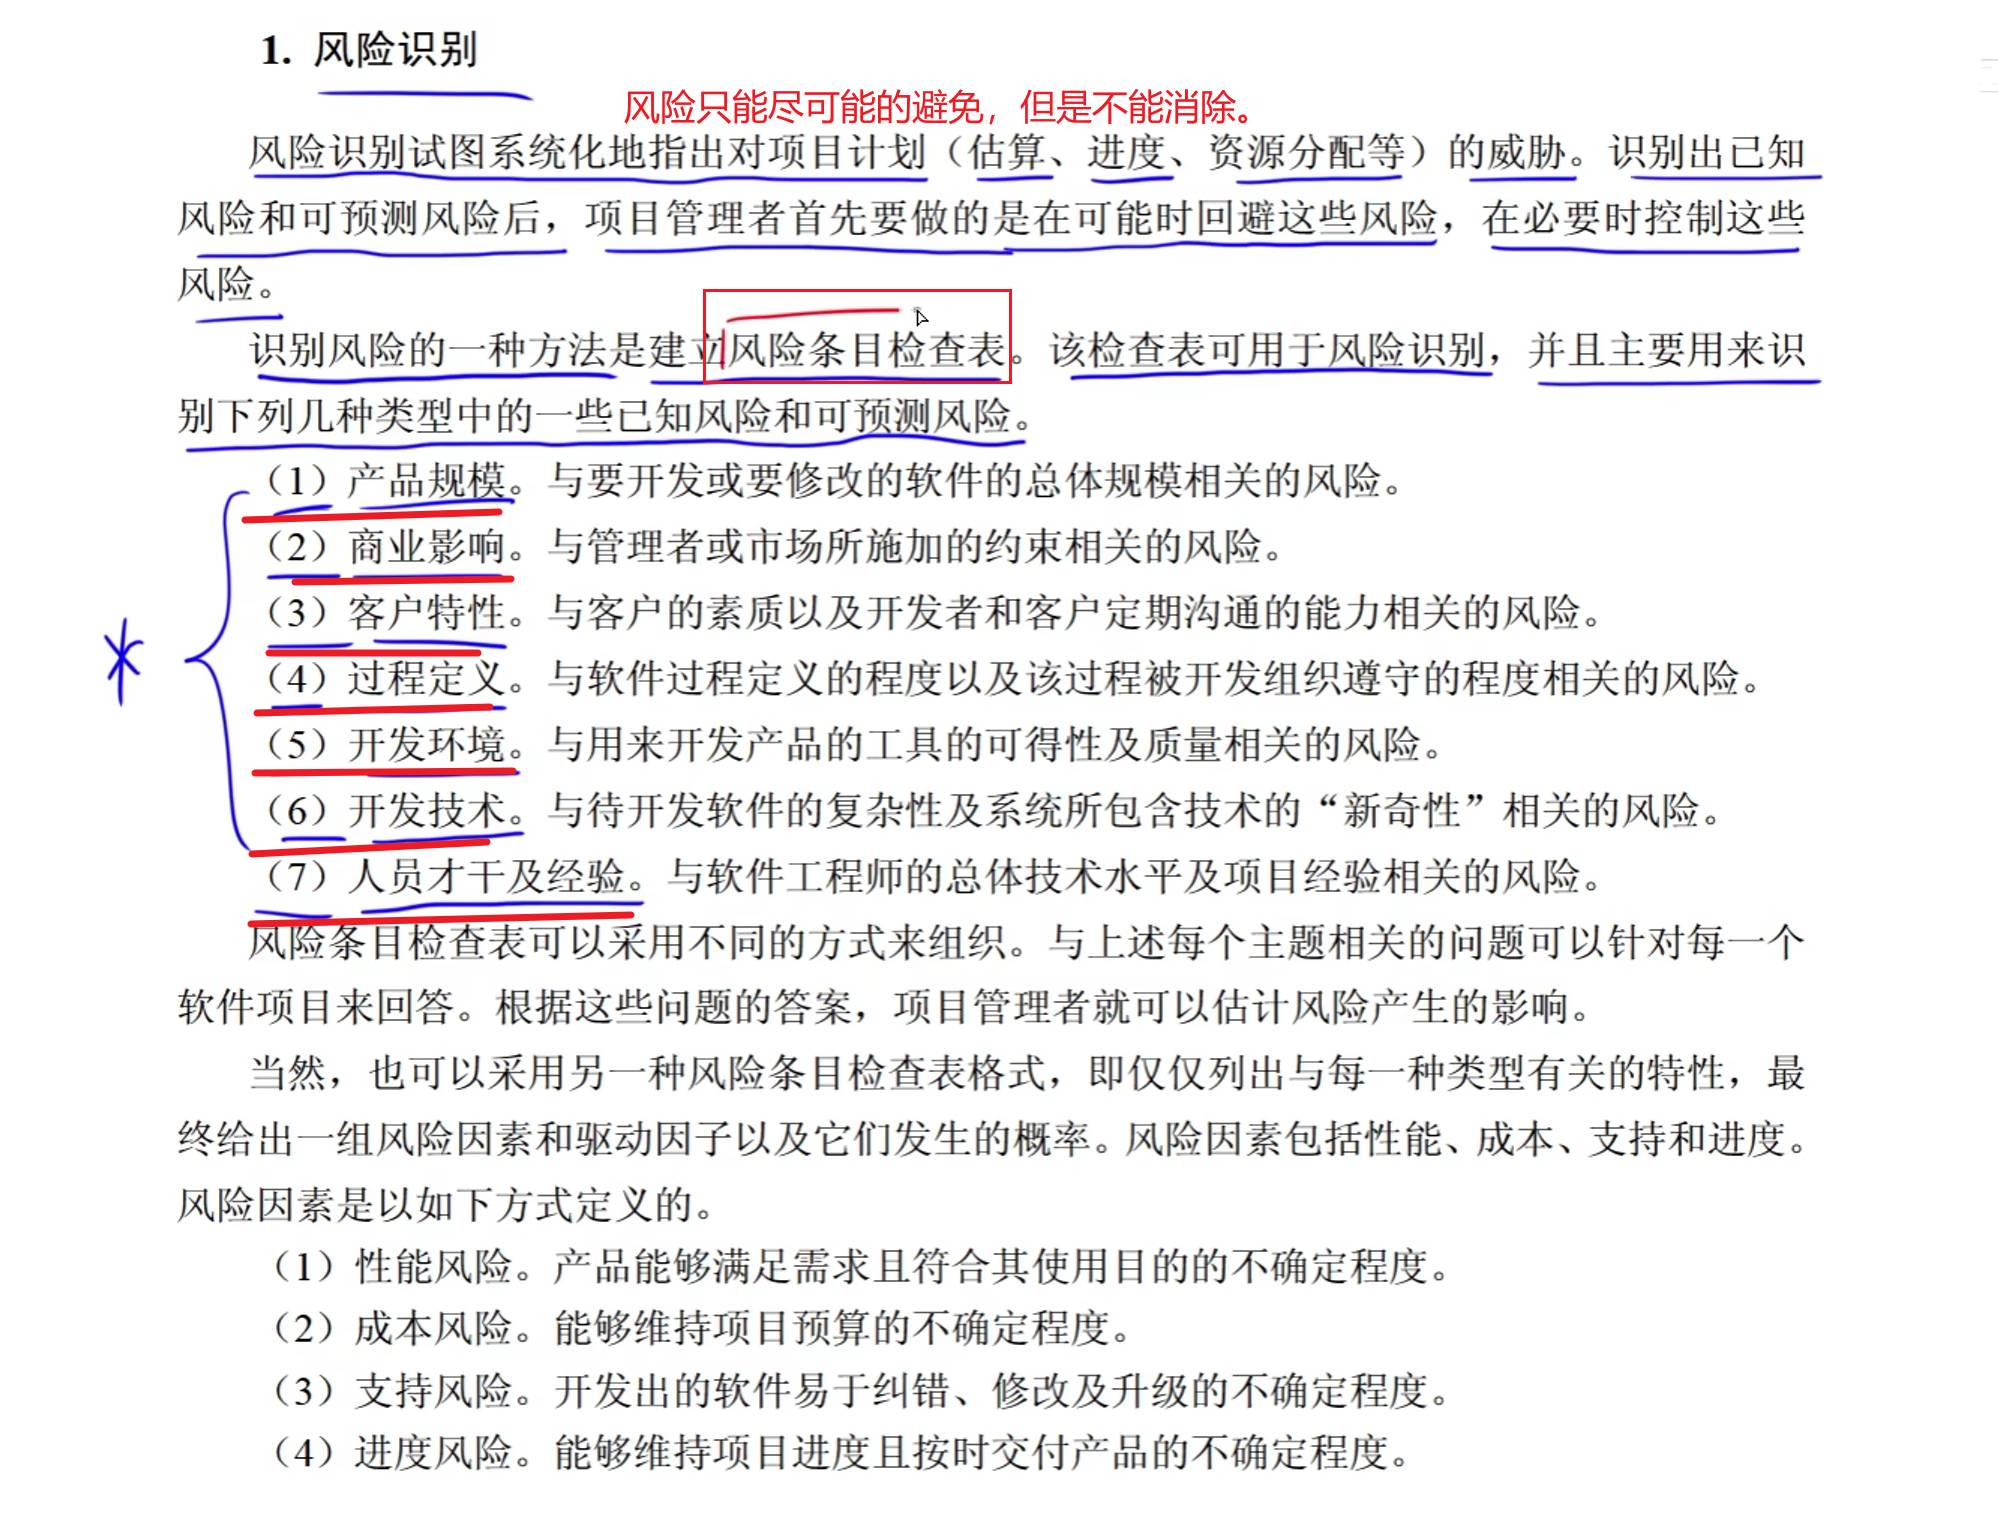 1. 风险识别
风险只能尽可能的避免，但是不能消除。
风险识别试图系统化地指出对项目计划（估算、进度、资源分配等）的威胁。识别出已知
风险和可预测风险后，项目管理者首先要做的是在可能时回避这些风险，在必要时控制这些
风险。
识别风险的一种方法是建立风险条目检查表。该检查表可用于风险识别，并且主要用来识
别下列几种类型中的一些已知风险和可预测风险。
（1）产品规模。与要开发或要修改的软件的总体规模相关的风险。
（2）商业影响。与管理者或市场所施加的约束相关的风险。
（3）客户特性。与客户的素质以及开发者和客户定期沟通的能力相关的风险。
（4）过程定义。与软件过程定义的程度以及该过程被开发组织遵守的程度相关的风险。
（5）开发环境。与用来开发产品的工具的可得性及质量相关的风险。
（6）开发技术。与待开发软件的复杂性及系统所包含技术的“新奇性”相关的风险。
（7）人员才干及经验。与软件工程师的总体技术水平及项目经验相关的风险。
风险条目检查表可以采用不同的方式来组织。与上述每个主题相关的问题可以针对每一个
软件项目来回答。根据这些问题的答案，项目管理者就可以估计风险产生的影响。
当然，也可以采用另一种风险条目检查表格式，即仅仅列出与每一种类型有关的特性，最
终给出一组风险因素和驱动因子以及它们发生的概率。风险因素包括性能、成本、支持和进度。
风险因素是以如下方式定义的。
（1）性能风险。产品能够满足需求且符合其使用目的的不确定程度。
（2）成本风险。能够维持项目预算的不确定程度。
（3）支持风险。开发出的软件易于纠错、修改及升级的不确定程度。
（4）进度风险。能够维持项目进度且按时交付产品的不确定程度。